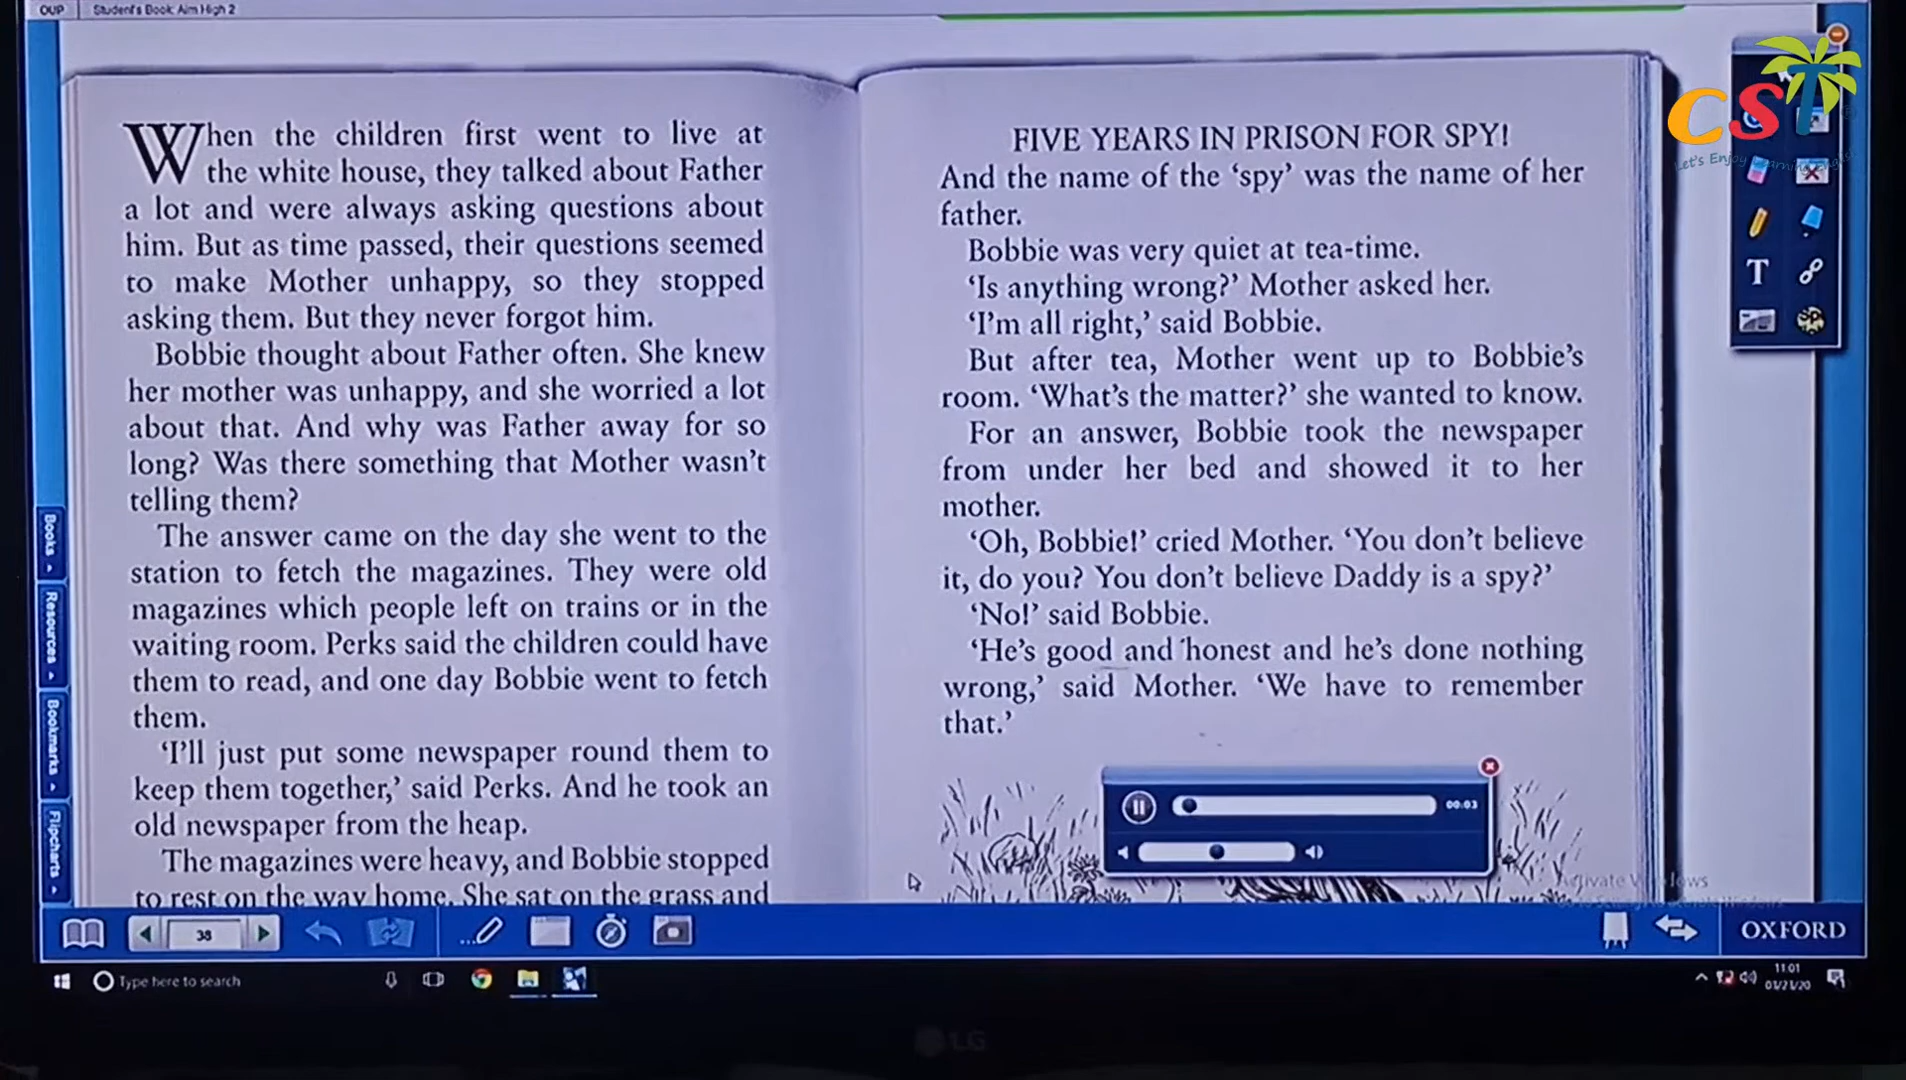 OUP
Student's Book: Aim High 2
CST
When the children first went to live at
the white house, they talked about Father
a lot and were always asking questions about
him. But as time passed, their questions seemed
to make Mother unhappy, so they stopped
asking them. But they never forgot him.
Bobbie thought about Father often. She knew
her mother was unhappy, and she worried a lot
about that. And why was Father away for so
long? Was there something that Mother wasn't
telling them?
The answer came on the day she went to the
station to fetch the magazines. They were old
magazines which people left on trains or in the
waiting room. Perks said the children could have
them to read, and one day Bobbie went to fetch
them.
‘I'll just put some newspaper round them to
keep them together,’ said Perks. And he took an
old newspaper from the heap.
The magazines were heavy, and Bobbie stopped
to rest on the way home. She sat on the grass and
FIVE YEARS IN PRISON FOR SPY!
And the name of the ‘spy’ was the name of her
father.
Bobbie was very quiet at tea-time.
‘Is anything wrong?’ Mother asked her.
‘I'm all right,’ said Bobbie.
But after tea, Mother went up to Bobbie's
room. ‘What's the matter?’ she wanted to know.
For an answer, Bobbie took the newspaper
from under her bed and showed it to her
mother.
‘Oh, Bobbie!’ cried Mother. ‘You don't believe
it, do you? You don't believe Daddy is a spy?’
‘No!’ said Bobbie.
‘He's good and honest and he's done nothing
wrong,’ said Mother. ‘We have to remember
that.’
00:03
Books
Resources
Bookmarks
Flipcharts
T
Sp
38
OXFORD
Type here to search
11:01
LG